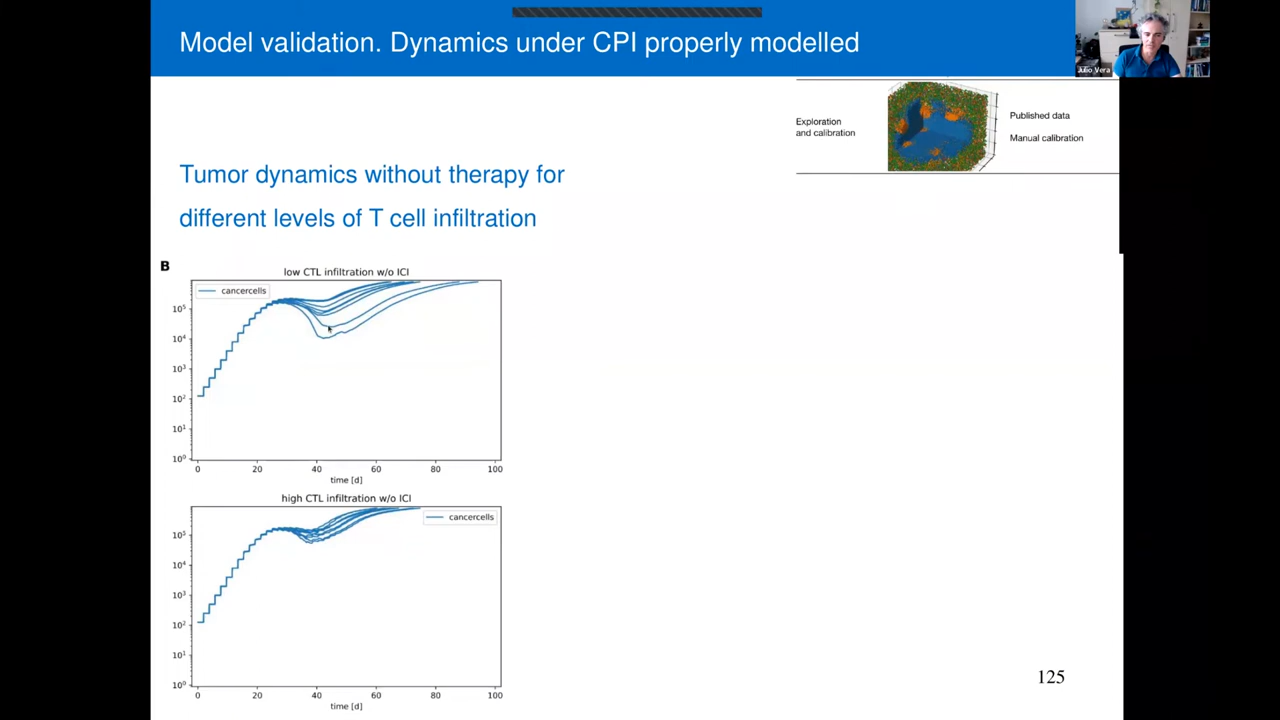 Model validation. Dynamics under CPI properly modelled
Julio Vera
Exploration
and calibration
Published data
Manual calibration
Tumor dynamics without therapy for
different levels of T cell infiltration
B
low CTL infiltration w/o ICI
cancercells
10⁵
10⁴
10³
10²
10¹
10⁰
0 20 40 60 80 100
time [d]
high CTL infiltration w/o ICI
cancercells
10⁵
10⁴
10³
10²
10¹
10⁰
0 20 40 60 80 100
time [d]
125